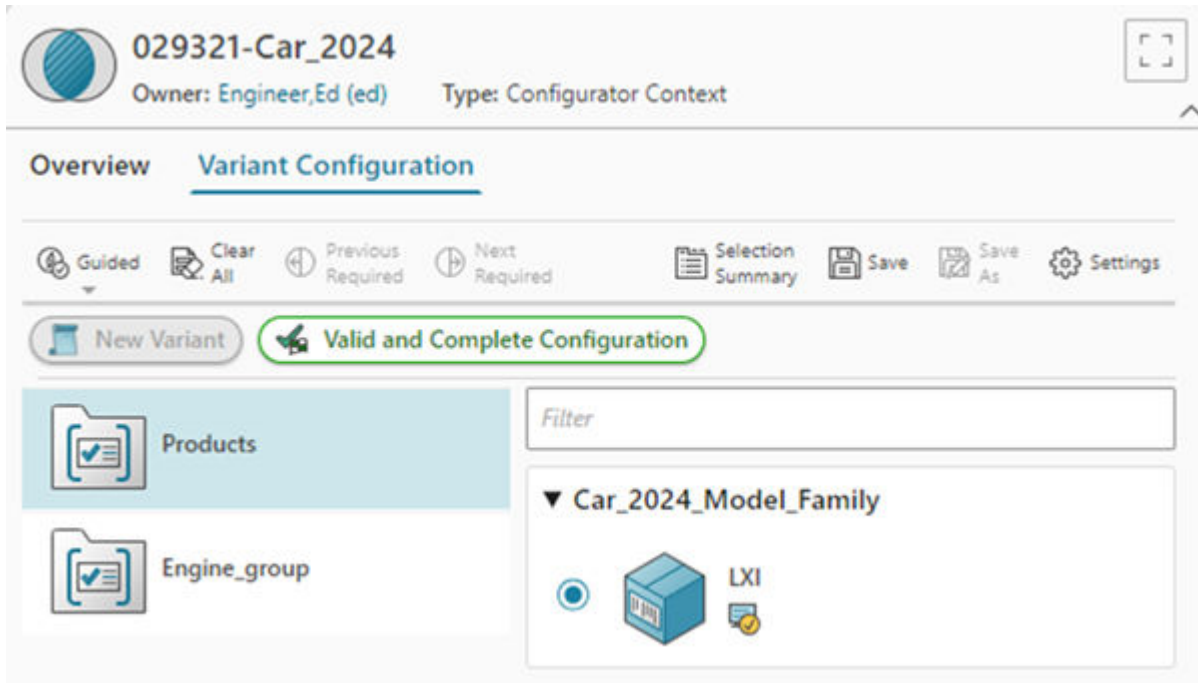 029321-Car_2024
Owner: Engineer,Ed (ed) Type: Configurator Context
Overview Variant Configuration
Guided
Clear All
Previous Required
Next Required
Selection Summary
Save
Save As
Settings
New Variant Valid and Complete Configuration
Products
Engine_group
Filter
Car_2024_Model_Family
LXI